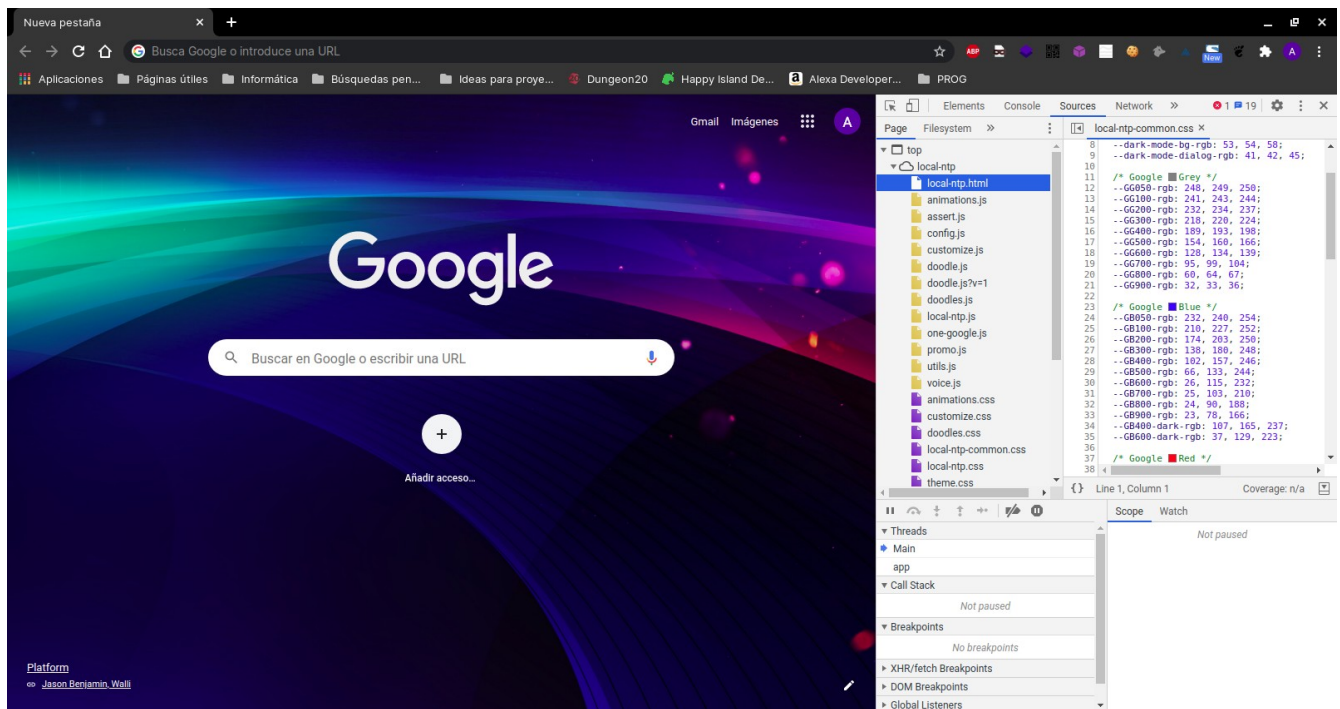 Nueva pestaña
Busca Google o introduce una URL
ABP
New
A
Aplicaciones Páginas útiles Informática Búsquedas pen... Ideas para proye... Dungeon20 Happy Island De... Alexa Developer... PROG
Gmail Imágenes A
Google
Buscar en Google o escribir una URL
Añadir acceso...
Platform
Jason Benjamin, Walli
Elements Console Sources Network » 1 19
Page Filesystem »
top
local-ntp
local-ntp.html
animations.js
assert.js
config.js
customize.js
doodle.js
doodle.js?v=1
doodles.js
local-ntp.js
one-google.js
promo.js
utils.js
voice.js
animations.css
customize.css
doodles.css
local-ntp-common.css
local-ntp.css
theme.css
local-ntp-common.css
8 --dark-mode-bg-rgb: 53, 54, 58;
9 --dark-mode-dialog-rgb: 41, 42, 45;
10
11 /* Google Grey */
12 --GG050-rgb: 248, 249, 250;
13 --GG100-rgb: 241, 243, 244;
14 --GG200-rgb: 232, 234, 237;
15 --GG300-rgb: 218, 220, 224;
16 --GG400-rgb: 189, 193, 198;
17 --GG500-rgb: 154, 160, 166;
18 --GG600-rgb: 128, 134, 139;
19 --GG700-rgb: 95, 99, 104;
20 --GG800-rgb: 60, 64, 67;
21 --GG900-rgb: 32, 33, 36;
22
23 /* Google Blue */
24 --GB050-rgb: 232, 240, 254;
25 --GB100-rgb: 210, 227, 252;
26 --GB200-rgb: 174, 203, 250;
27 --GB300-rgb: 138, 180, 248;
28 --GB400-rgb: 102, 157, 246;
29 --GB500-rgb: 66, 133, 244;
30 --GB600-rgb: 26, 115, 232;
31 --GB700-rgb: 25, 103, 210;
32 --GB800-rgb: 24, 90, 188;
33 --GB900-rgb: 23, 78, 166;
34 --GB400-dark-rgb: 107, 165, 237;
35 --GB600-dark-rgb: 37, 129, 223;
36
37 /* Google Red */
38
{} Line 1, Column 1 Coverage: n/a
Threads
Main
app
Call Stack
Not paused
Breakpoints
No breakpoints
XHR/fetch Breakpoints
DOM Breakpoints
Global Listeners
Scope Watch
Not paused